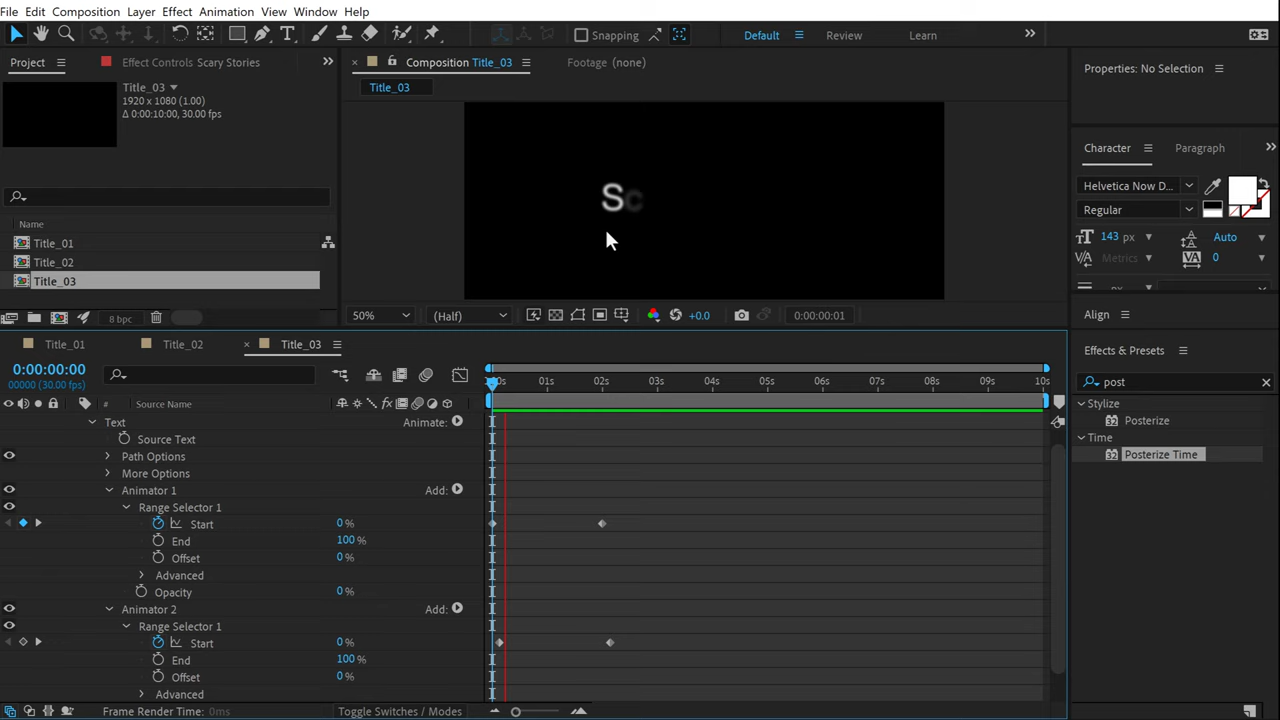 File Edit Composition Layer Effect Animation View Window Help
Snapping
Default
Review
Learn
Project
Effect Controls Scary Stories
Composition Title_03
Footage (none)
Properties: No Selection
Title_03
1920 x 1080 (1.00)
Δ 0:00:10:00, 30.00 fps
Title_03
Character
Paragraph
Sc
Helvetica Now D...
Regular
Name
Title_01
Title_02
Title_03
143 px
Auto
Metrics
0
8 bpc
50%
(Half)
+0.0
0:00:00:01
Align
Title_01
Title_02
Title_03
Effects & Presets
0:00:00:00
00000 (30.00 fps)
01s 02s 03s 04s 05s 06s 07s 08s 09s 10s
post
# Source Name
Stylize
Posterize
Time
Posterize Time
Text
Animate:
Source Text
Path Options
More Options
Animator 1
Add:
Range Selector 1
Start 0 %
End 100 %
Offset 0 %
Advanced
Opacity 0 %
Animator 2
Add:
Range Selector 1
Start 0 %
End 100 %
Offset 0 %
Advanced
Frame Render Time: 0ms
Toggle Switches / Modes